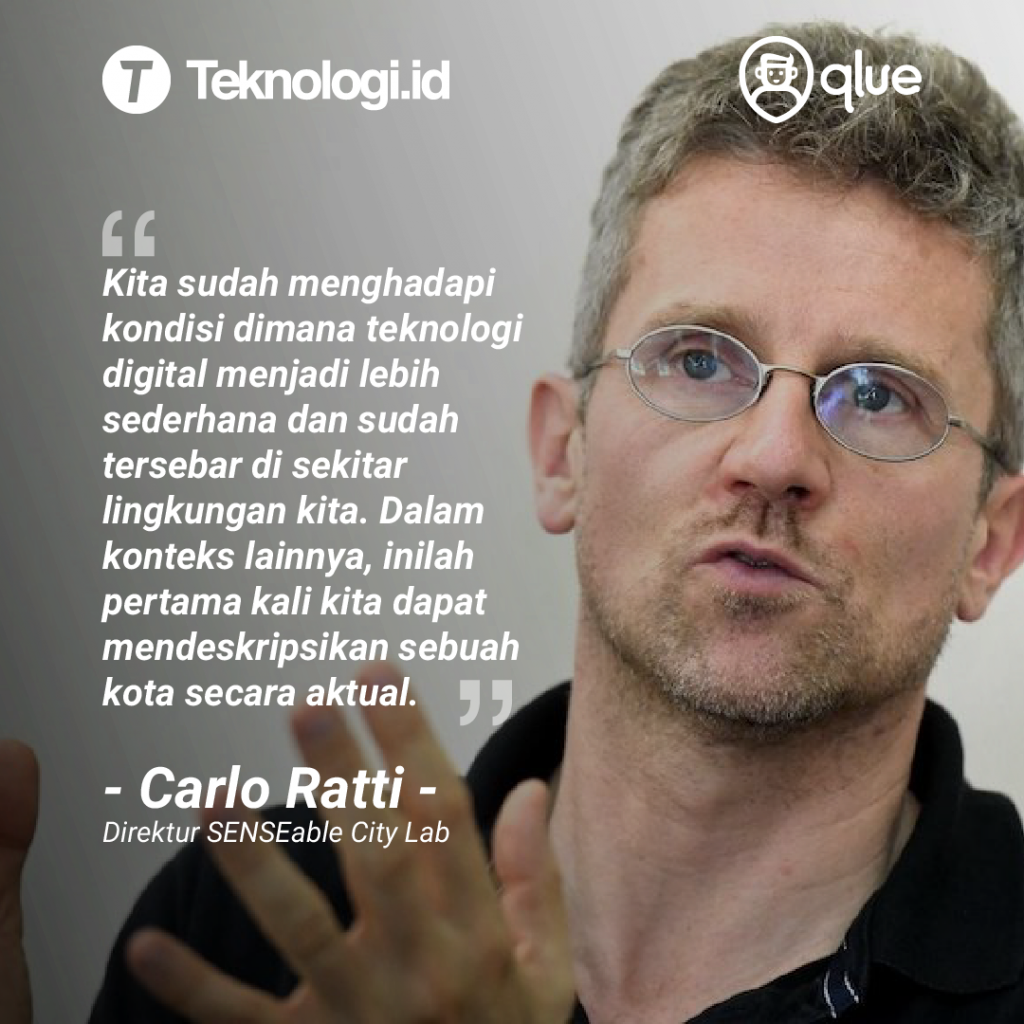 Teknologi.id
qlue
Kita sudah menghadapi
kondisi dimana teknologi
digital menjadi lebih
sederhana dan sudah
tersebar di sekitar
lingkungan kita. Dalam
konteks lainnya, inilah
pertama kali kita dapat
mendeskripsikan sebuah
kota secara aktual.
- Carlo Ratti -
Direktur SENSEable City Lab